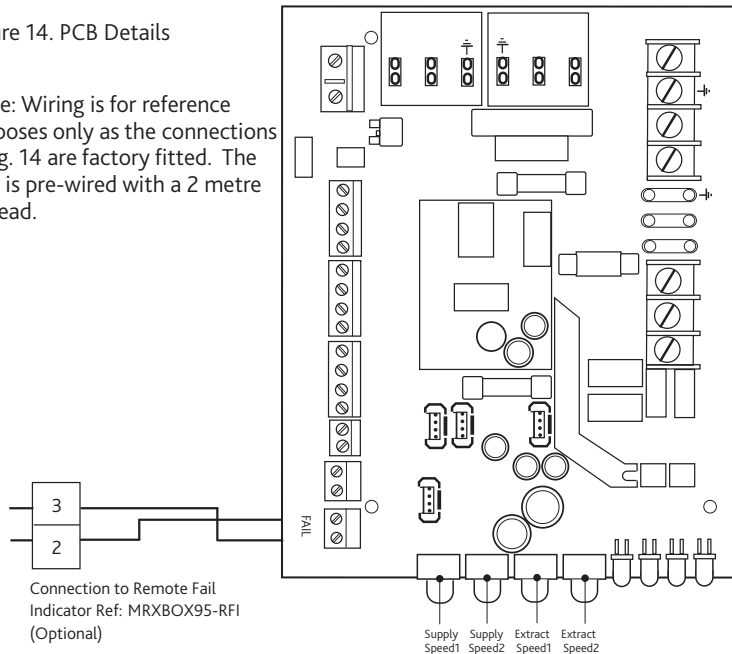 ure 14. PCB Details
e: Wiring is for reference
ooses only as the connections
g. 14 are factory fitted. The
is pre-wired with a 2 metre
ead.
3
2
FAIL
Connection to Remote Fail
Indicator Ref: MRXBOX95-RFI
(Optional)
Supply Supply Extract Extract
Speed1 Speed2 Speed1 Speed2